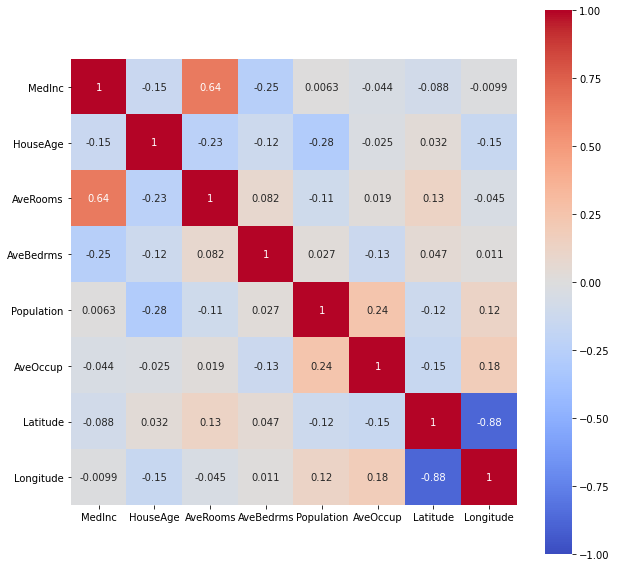 MedInc 1 -0.15 0.64 -0.25 0.0063 -0.044 -0.088 -0.0099
HouseAge -0.15 1 -0.23 -0.12 -0.28 -0.025 0.032 -0.15
AveRooms 0.64 -0.23 1 0.082 -0.11 0.019 0.13 -0.045
AveBedrms -0.25 -0.12 0.082 1 0.027 -0.13 0.047 0.011
Population 0.0063 -0.28 -0.11 0.027 1 0.24 -0.12 0.12
AveOccup -0.044 -0.025 0.019 -0.13 0.24 1 -0.15 0.18
Latitude -0.088 0.032 0.13 0.047 -0.12 -0.15 1 -0.88
Longitude -0.0099 -0.15 -0.045 0.011 0.12 0.18 -0.88 1
MedInc HouseAge AveRooms AveBedrms Population AveOccup Latitude Longitude
1.00
0.75
0.50
0.25
0.00
−0.25
−0.50
−0.75
−1.00